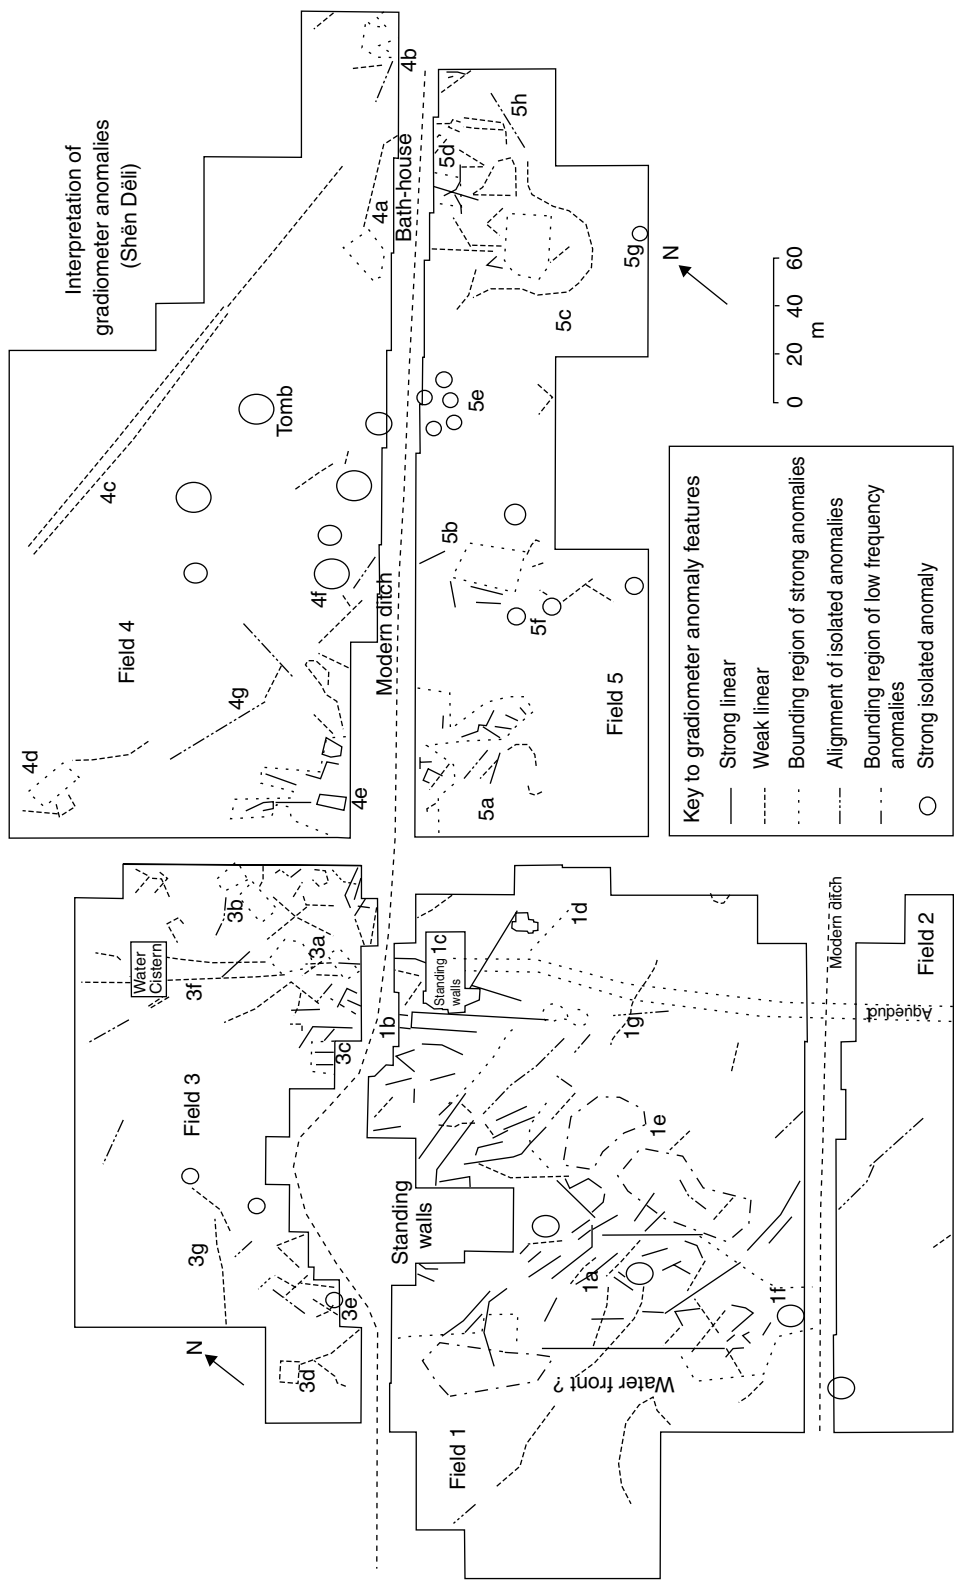 Interpretation of
gradiometer anomalies
(Shën Dëli)
4b
4a
Bath-house
4c
Tomb
4f
Field 4
4g
4d
4e
Modern ditch
5d
5h
5g
5c
5e
5b
5f
Field 5
5a
N
0 20 40 60
m
Key to gradiometer anomaly features
Strong linear
Weak linear
Bounding region of strong anomalies
Alignment of isolated anomalies
Bounding region of low frequency
anomalies
Strong isolated anomaly
3b
Water
Cistern
3f
3a
3c
Field 3
3g
3e
3d
N
1b
Standing
walls
1c
1d
1g
1e
Standing
walls
1a
1f
Water front ?
Field 1
Modern ditch
Aqueduct
Field 2